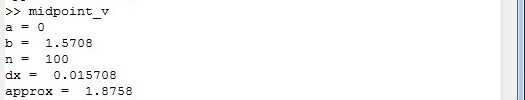 >> midpoint_v
a = 0
b =  1.5708
n =  100
dx =  0.015708
approx =  1.8758